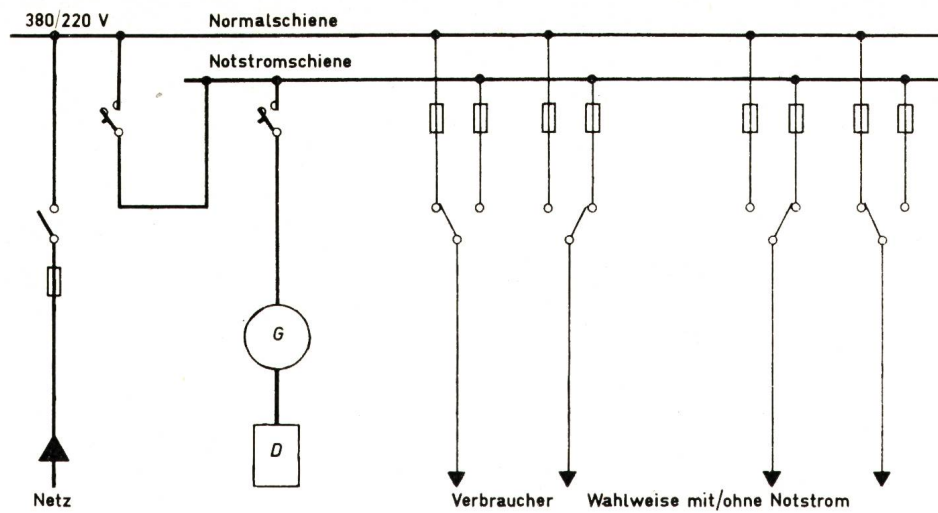 380/220 V
Normalschiene
Notstromschiene
G
D
Netz
Verbraucher
Wahlweise mit/ohne Notstrom